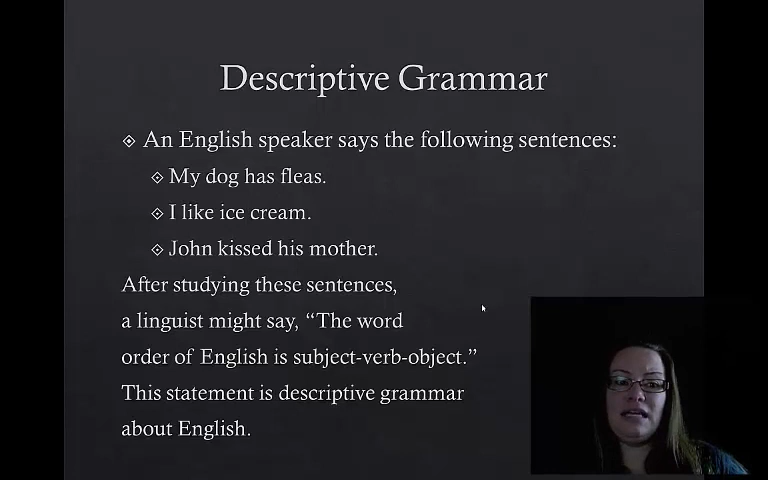 Descriptive Grammar
An English speaker says the following sentences:
My dog has fleas.
I like ice cream.
John kissed his mother.
After studying these sentences,
a linguist might say, “The word
order of English is subject-verb-object.”
This statement is descriptive grammar
about English.